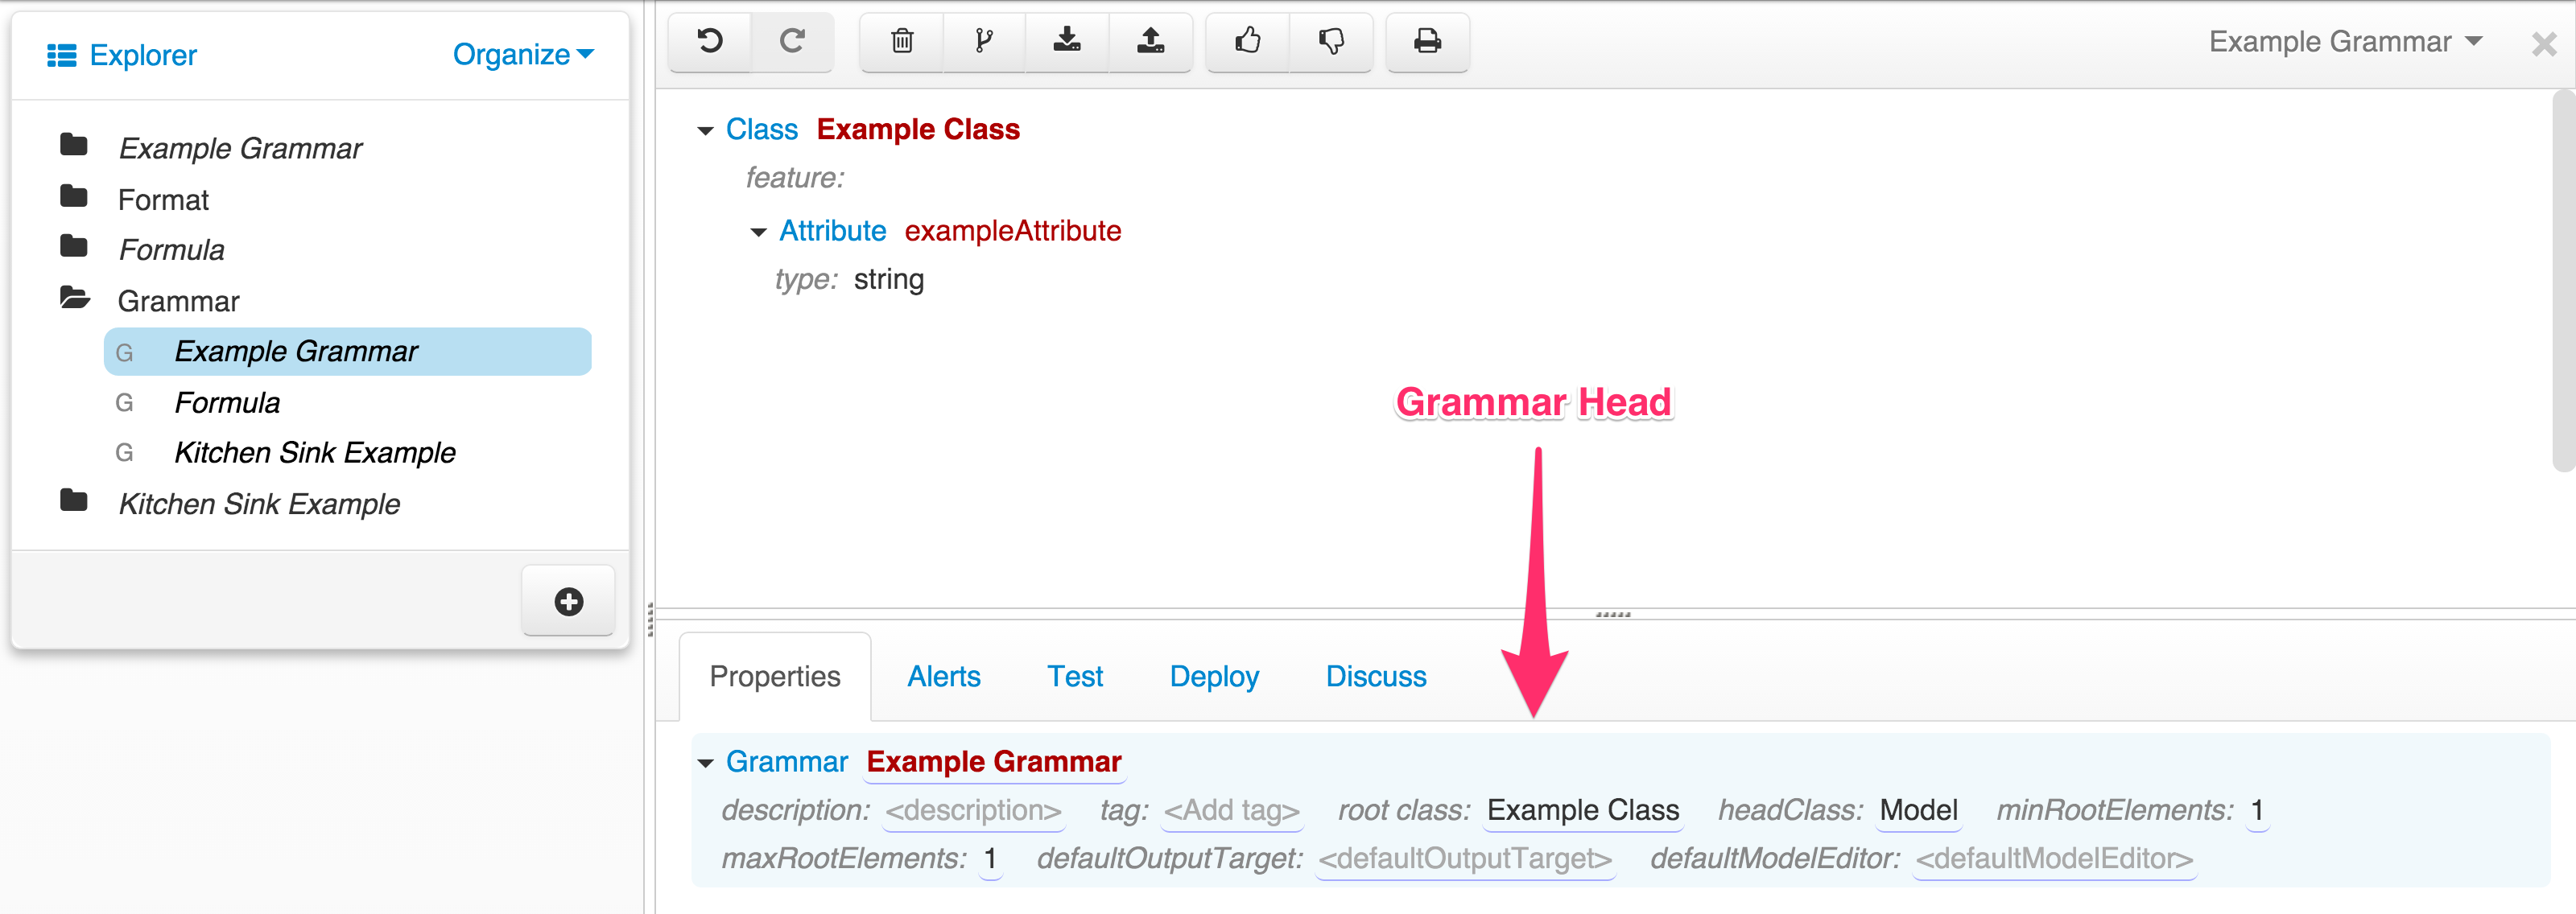 Explorer Organize
Example Grammar
Format
Formula
Grammar
G Example Grammar
G Formula
G Kitchen Sink Example
Kitchen Sink Example
Example Grammar
Class Example Class
feature:
Attribute exampleAttribute
type: string
Grammar Head
Properties Alerts Test Deploy Discuss
Grammar Example Grammar
description: <description> tag: <Add tag> root class: Example Class headClass: Model minRootElements: 1
maxRootElements: 1 defaultOutputTarget: <defaultOutputTarget> defaultModelEditor: <defaultModelEditor>